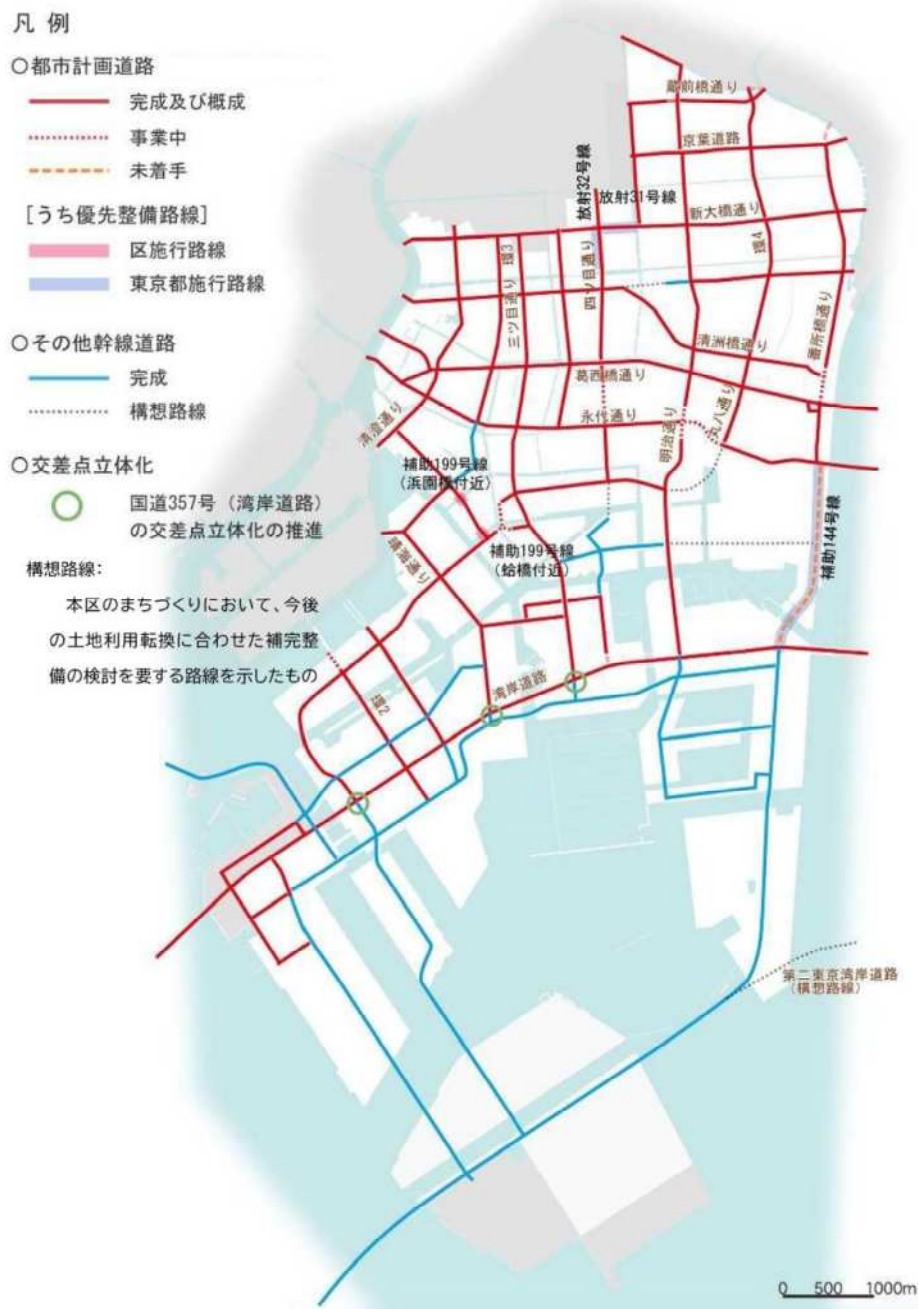 凡 例
○都市計画道路
完成及び概成
事業中
未着手
[うち優先整備路線]
区施行路線
東京都施行路線
○その他幹線道路
完成
構想路線
○交差点立体化
国道357号（湾岸道路）
の交差点立体化の推進
構想路線：
本区のまちづくりにおいて、今後
の土地利用転換に合わせた補完整
備の検討を要する路線を示したもの
蔵前橋通り
京葉道路
放射32号線
放射31号線
新大橋通り
環3
環4
三ツ目通り
四ツ目通り
番所橋通り
清洲橋通り
葛西橋通り
清澄通り
永代通り
明治通り
丸八通り
補助199号線
（浜園橋付近）
補助144号線
晴海通り
補助199号線
（蛤橋付近）
湾岸道路
環2
第二東京湾岸道路
（構想路線）
0 500 1000m